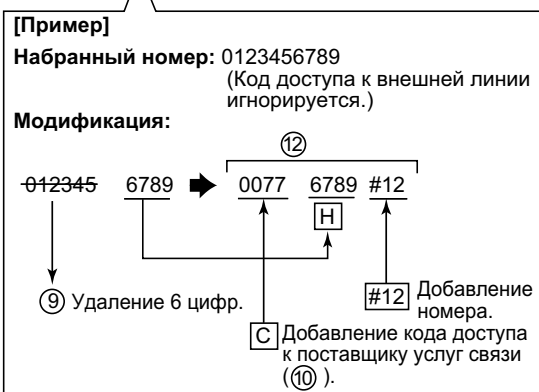 [Пример]
Набранный номер: 0123456789
(Код доступа к внешней линии
игнорируется.)
Модификация:
⑫
012345 6789 0077 6789 #12
H
⑨ Удаление 6 цифр.
#12 Добавление
номера.
C Добавление кода доступа
к поставщику услуг связи
(⑩ ).